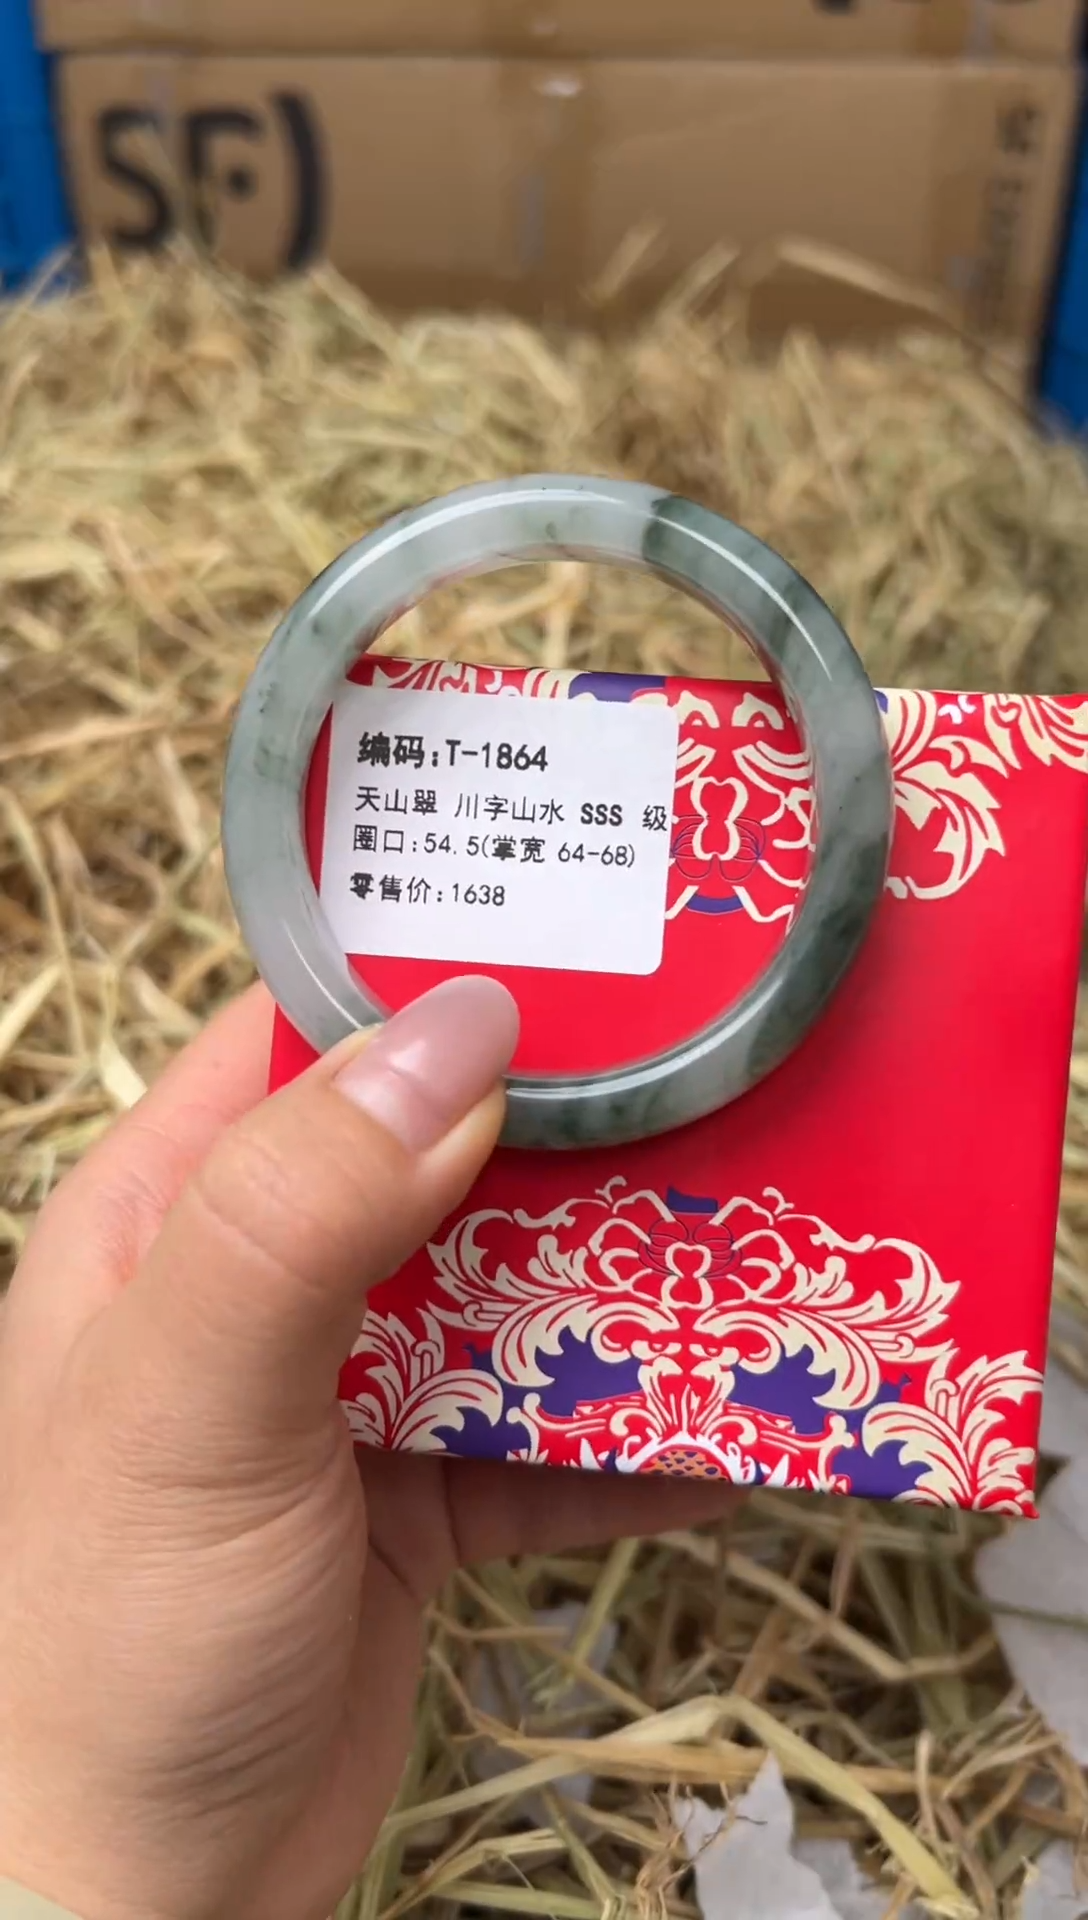 SF)
编码:T-1864
天山翠 川字山水 SSS 级
圈口:54.5(掌宽 64-68)
零售价:1638